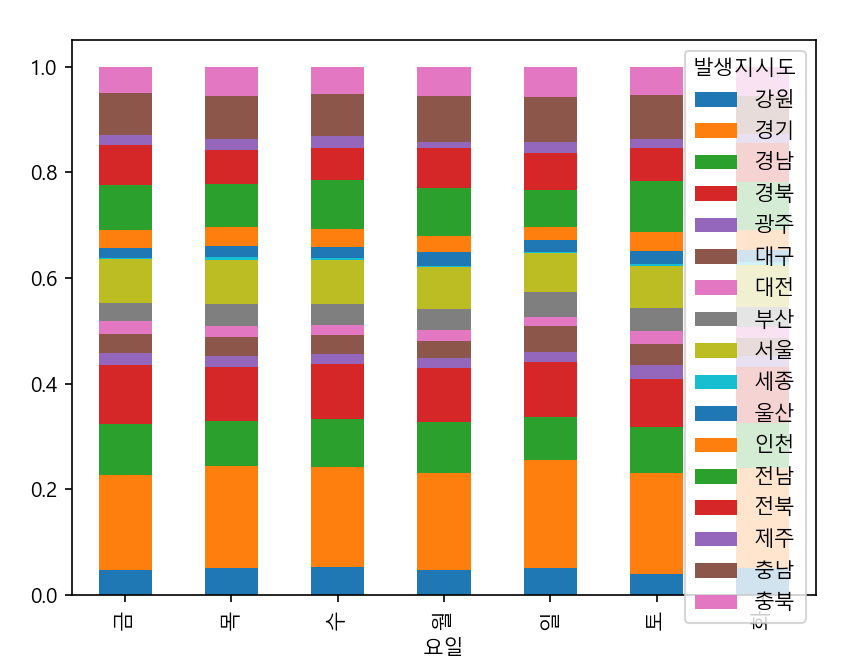 1.0
0.8
0.6
0.4
0.2
0.0
금
목
수
월
일
토
화
요일
발생지시도
강원
경기
경남
경북
광주
대구
대전
부산
서울
세종
울산
인천
전남
전북
제주
충남
충북